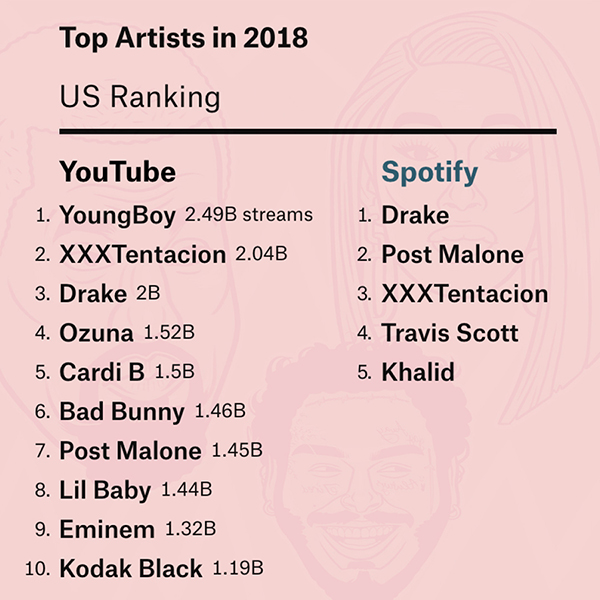 Top Artists in 2018
US Ranking
YouTube
1. YoungBoy 2.49B streams
2. XXXTentacion 2.04B
3. Drake 2B
4. Ozuna 1.52B
5. Cardi B 1.5B
6. Bad Bunny 1.46B
7. Post Malone 1.45B
8. Lil Baby 1.44B
9. Eminem 1.32B
10. Kodak Black 1.19B
Spotify
1. Drake
2. Post Malone
3. XXXTentacion
4. Travis Scott
5. Khalid